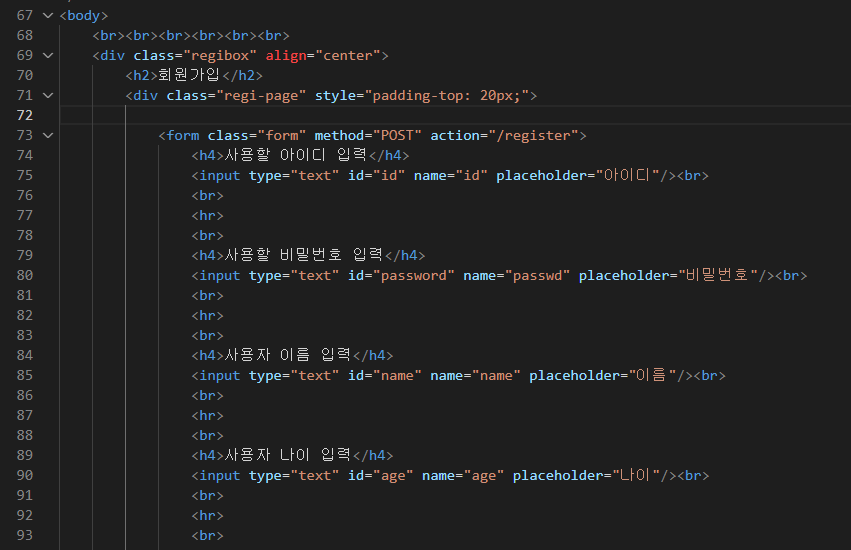 67 <body>
68 <br><br><br><br><br><br>
69 <div class="regibox" align="center">
70 <h2>회원가입</h2>
71 <div class="regi-page" style="padding-top: 20px;">
72
73 <form class="form" method="POST" action="/register">
74 <h4>사용할 아이디 입력</h4>
75 <input type="text" id="id" name="id" placeholder="아이디"/><br>
76 <br>
77 <hr>
78 <br>
79 <h4>사용할 비밀번호 입력</h4>
80 <input type="text" id="password" name="passwd" placeholder="비밀번호"/><br>
81 <br>
82 <hr>
83 <br>
84 <h4>사용자 이름 입력</h4>
85 <input type="text" id="name" name="name" placeholder="이름"/><br>
86 <br>
87 <hr>
88 <br>
89 <h4>사용자 나이 입력</h4>
90 <input type="text" id="age" name="age" placeholder="나이"/><br>
91 <br>
92 <hr>
93 <br>